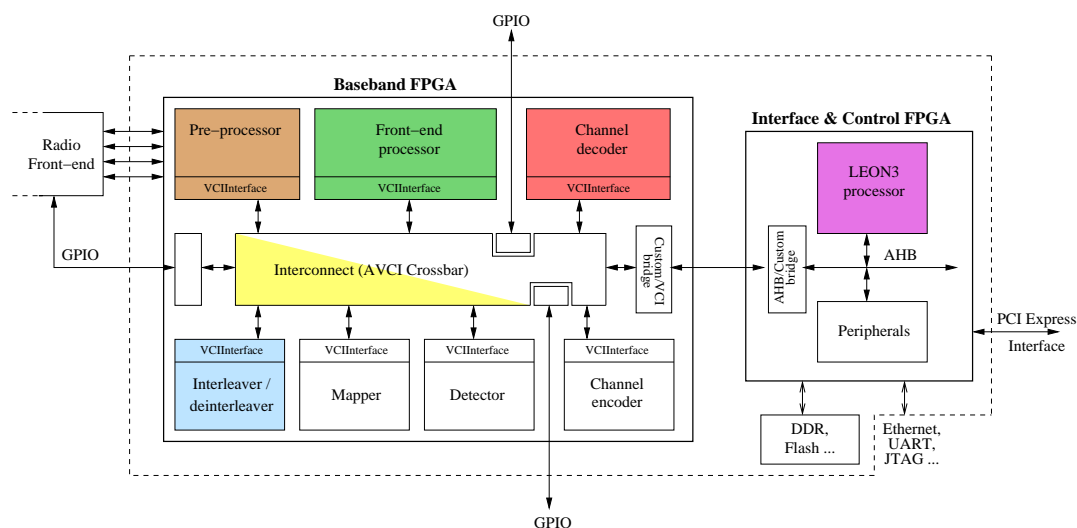 GPIO
Baseband FPGA
Radio
Front−end
Pre−processor
VCIInterface
Front−end
processor
VCIInterface
Channel
decoder
VCIInterface
Interface & Control FPGA
LEON3
processor
GPIO
Interconnect (AVCI Crossbar)
Custom/VCI
bridge
AHB/Custom
bridge
AHB
Peripherals
PCI Express
Interface
VCIInterface
Interleaver /
deinterleaver
VCIInterface
Mapper
VCIInterface
Detector
VCIInterface
Channel
encoder
DDR,
Flash ...
Ethernet,
UART,
JTAG ...
GPIO